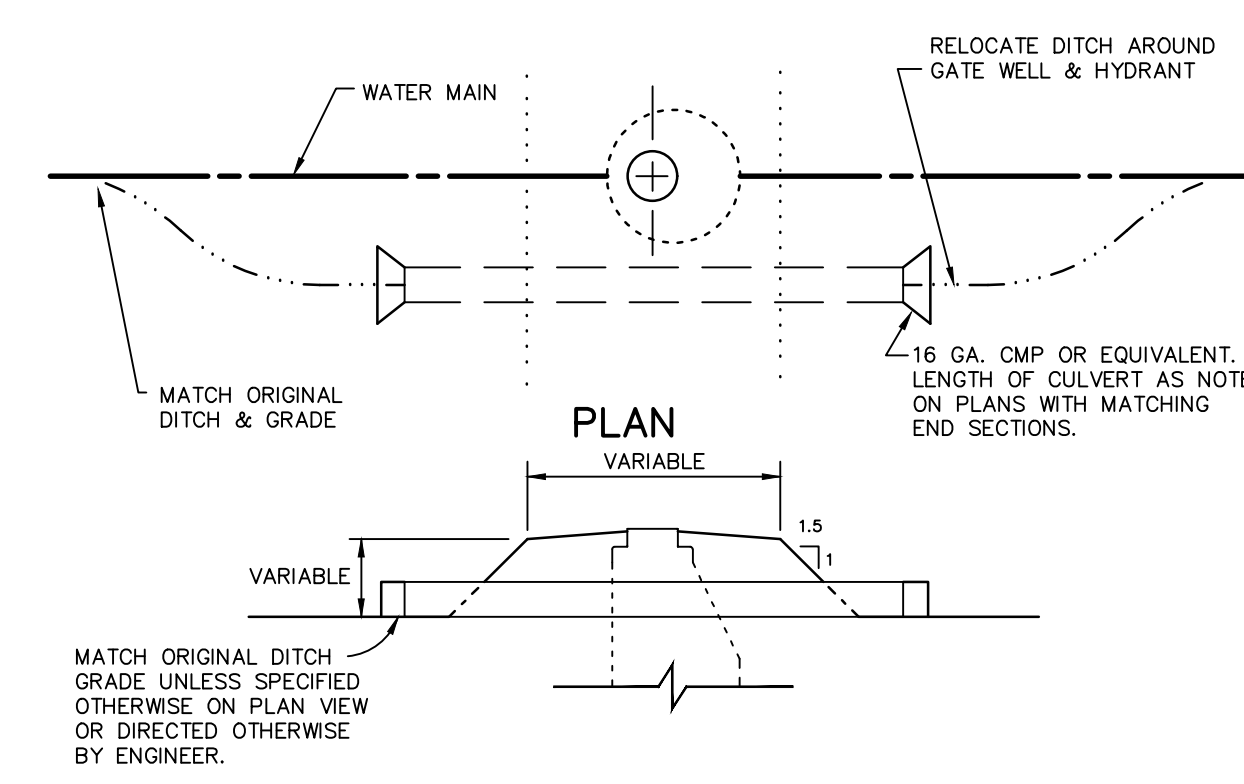 RELOCATE DITCH AROUND
GATE WELL & HYDRANT
WATER MAIN
MATCH ORIGINAL
DITCH & GRADE
16 GA. CMP OR EQUIVALENT.
LENGTH OF CULVERT AS NOTE
ON PLANS WITH MATCHING
END SECTIONS.
PLAN
VARIABLE
1.5
1
VARIABLE
MATCH ORIGINAL DITCH
GRADE UNLESS SPECIFIED
OTHERWISE ON PLAN VIEW
OR DIRECTED OTHERWISE
BY ENGINEER.